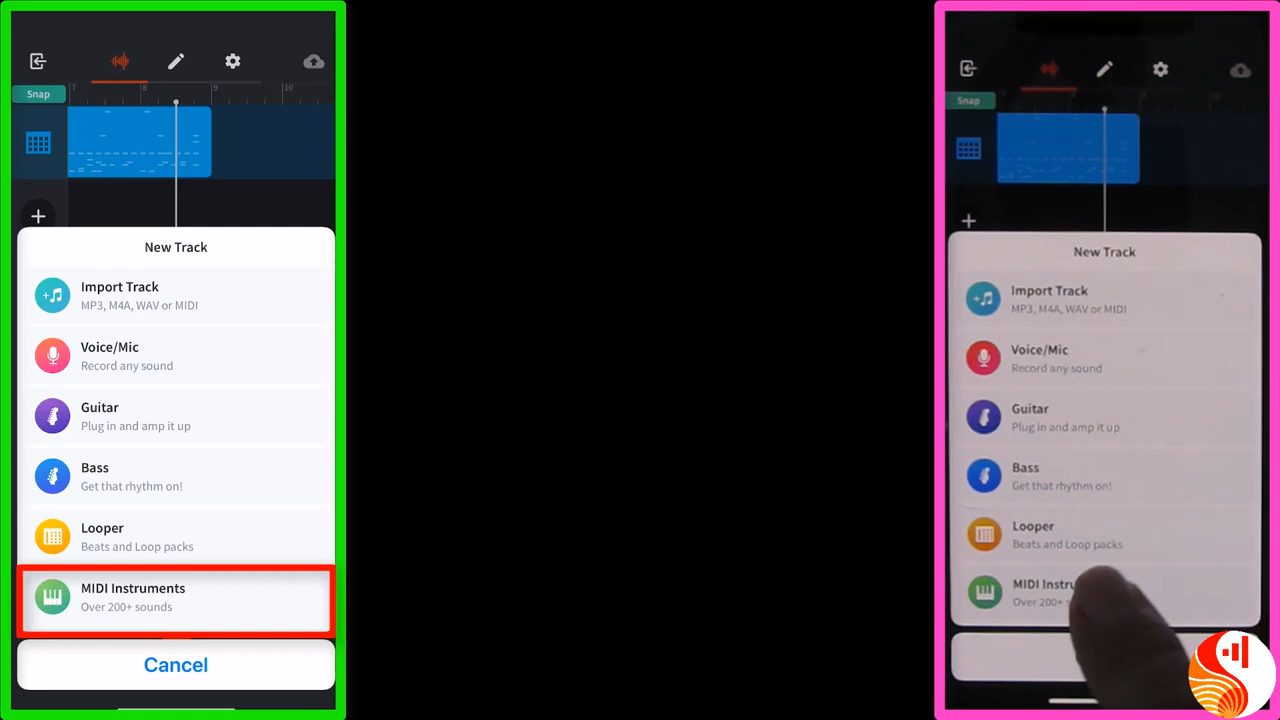 7
8
9
10
Snap
New Track
Import Track
MP3, M4A, WAV or MIDI
Voice/Mic
Record any sound
Guitar
Plug in and amp it up
Bass
Get that rhythm on!
Looper
Beats and Loop packs
MIDI Instruments
Over 200+ sounds
Cancel
Snap
New Track
Import Track
MP3, M4A, WAV or MIDI
Voice/Mic
Record any sound
Guitar
Plug in and amp it up
Bass
Get that rhythm on!
Looper
Beats and Loop packs
MIDI
Over 200+